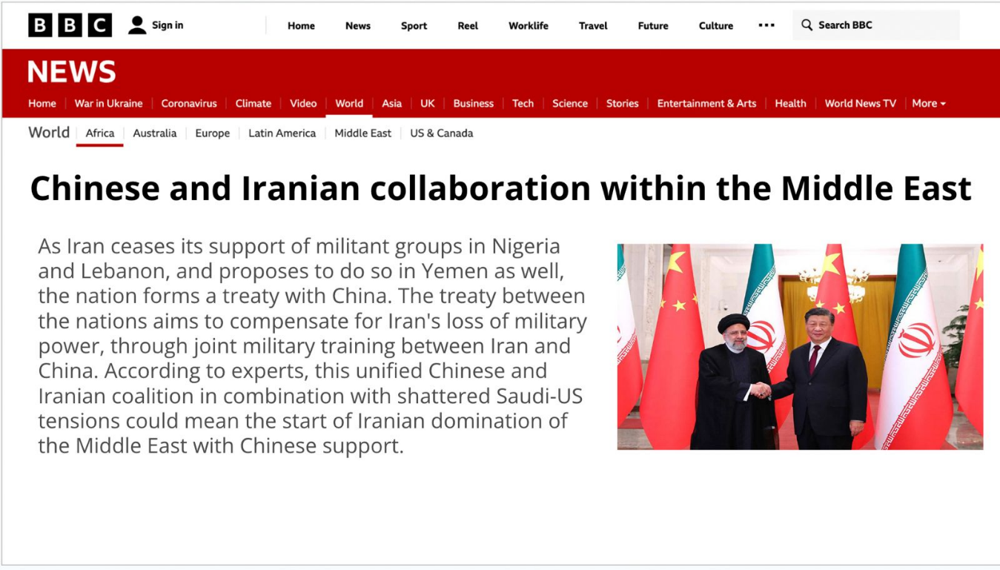 BBC Sign in Home News Sport Reel Worklife Travel Future Culture ... Search BBC
NEWS
Home War in Ukraine Coronavirus Climate Video World Asia UK Business Tech Science Stories Entertainment & Arts Health World News TV More
World Africa Australia Europe Latin America Middle East US & Canada
Chinese and Iranian collaboration within the Middle East
As Iran ceases its support of militant groups in Nigeria
and Lebanon, and proposes to do so in Yemen as well,
the nation forms a treaty with China. The treaty between
the nations aims to compensate for Iran's loss of military
power, through joint military training between Iran and
China. According to experts, this unified Chinese and
Iranian coalition in combination with shattered Saudi-US
tensions could mean the start of Iranian domination of
the Middle East with Chinese support.